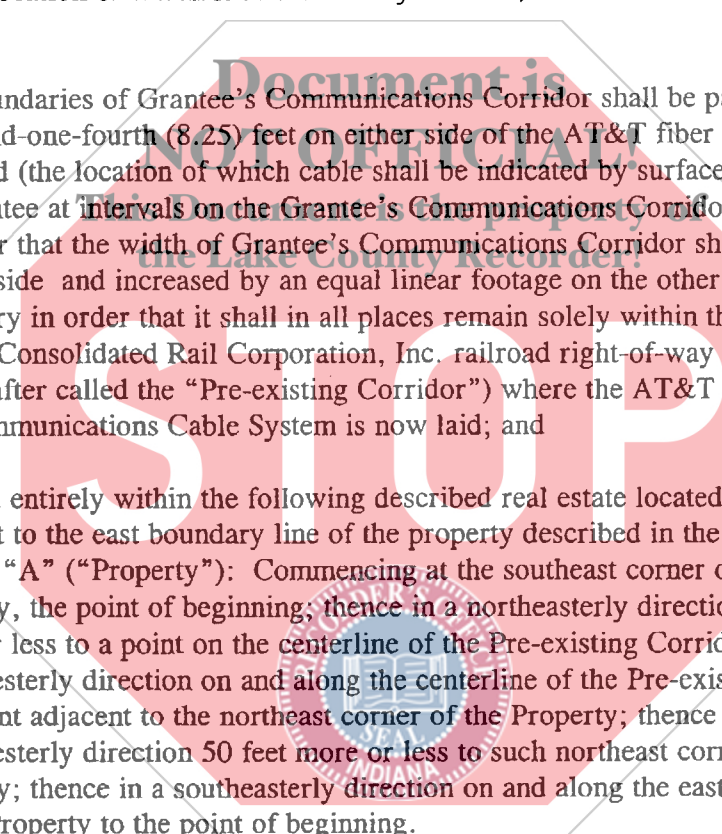 undaries of Grantee's Communications Corridor shall be pa
d-one-fourth (8.25) feet on either side of the AT&T fiber
d (the location of which cable shall be indicated by surface
tee at intervals on the Grantee's Communications Corrido
r that the width of Grantee's Communications Corridor sh
side and increased by an equal linear footage on the other
ry in order that it shall in all places remain solely within th
Consolidated Rail Corporation, Inc. railroad right-of-way
after called the "Pre-existing Corridor") where the AT&T
mmunications Cable System is now laid; and
entirely within the following described real estate located
t to the east boundary line of the property described in the
"A" ("Property"): Commencing at the southeast corner o
y, the point of beginning; thence in a northeasterly directio
r less to a point on the centerline of the Pre-existing Corrid
esterly direction on and along the centerline of the Pre-exis
nt adjacent to the northeast corner of the Property; thence
esterly direction 50 feet more or less to such northeast corn
y; thence in a southeasterly direction on and along the east
roperty to the point of beginning.
Document is
NOT OFFICIAL!
This Document is the property of
the Lake County Recorder!
STOP
RECORDER'S OFFICE
SEAL
INDIANA